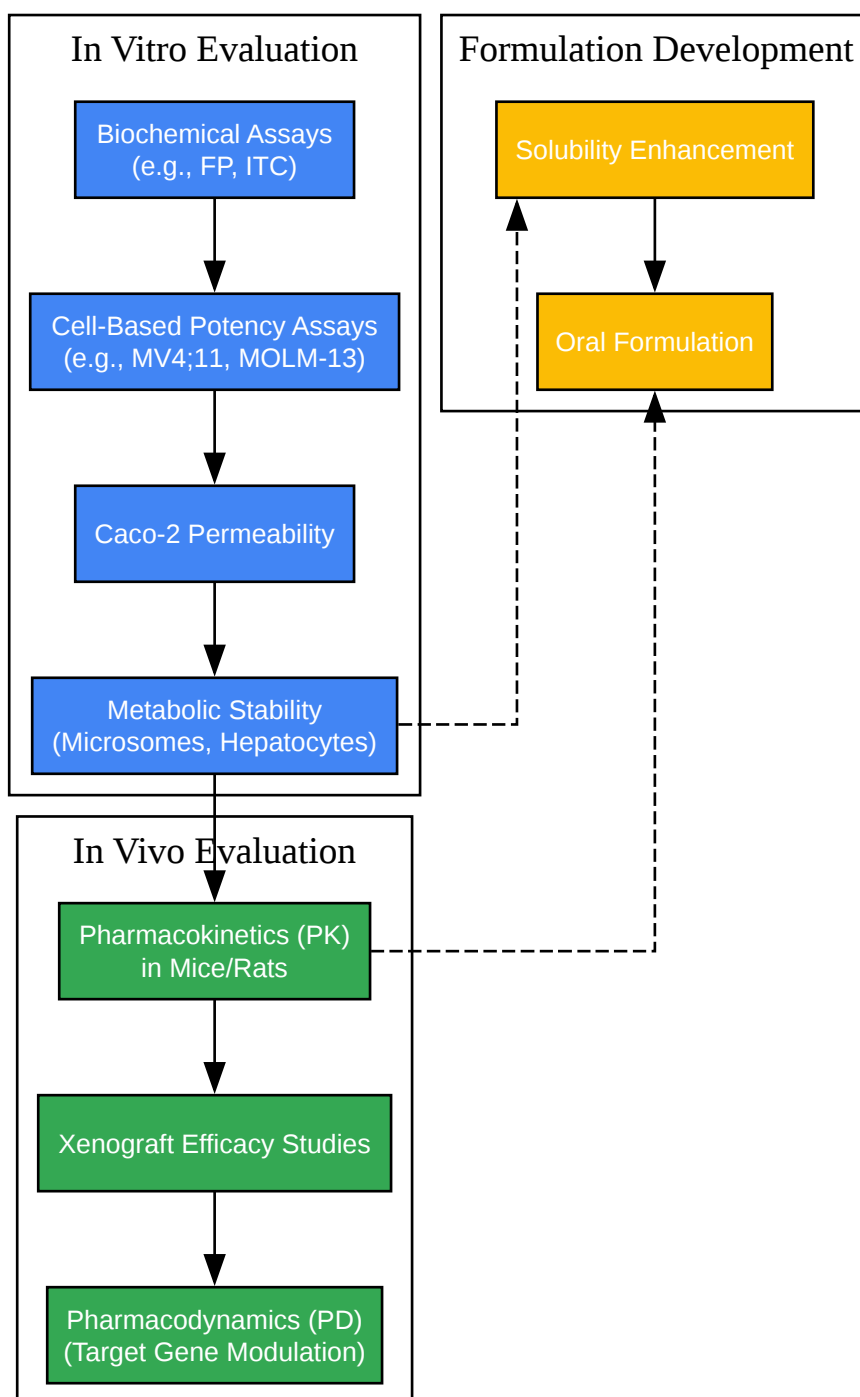 In Vitro Evaluation
Biochemical Assays
(e.g., FP, ITC)
Cell-Based Potency Assays
(e.g., MV4;11, MOLM-13)
Caco-2 Permeability
Metabolic Stability
(Microsomes, Hepatocytes)
Formulation Development
Solubility Enhancement
Oral Formulation
In Vivo Evaluation
Pharmacokinetics (PK)
in Mice/Rats
Xenograft Efficacy Studies
Pharmacodynamics (PD)
(Target Gene Modulation)